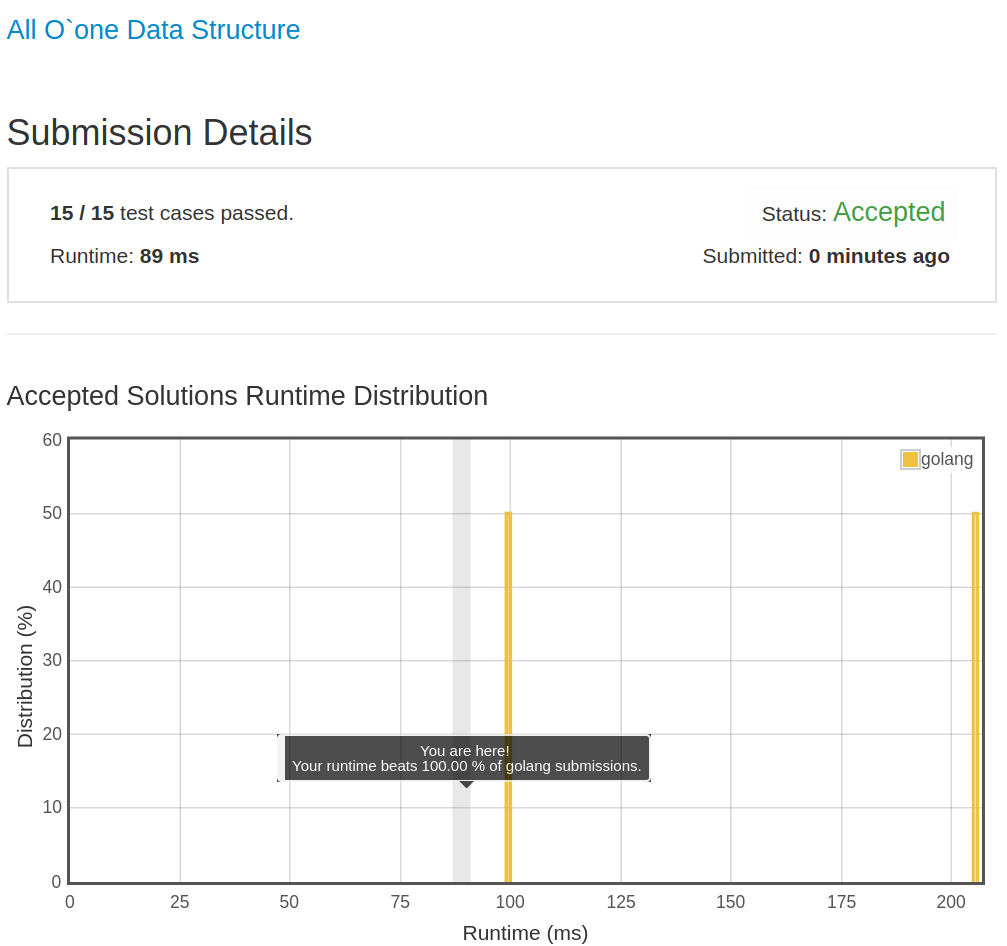 All O`one Data Structure
Submission Details
15 / 15 test cases passed.
Status: Accepted
Runtime: 89 ms
Submitted: 0 minutes ago
Accepted Solutions Runtime Distribution
golang
60
50
40
30
20
10
0
Distribution (%)
You are here!
Your runtime beats 100.00 % of golang submissions.
0 25 50 75 100 125 150 175 200
Runtime (ms)